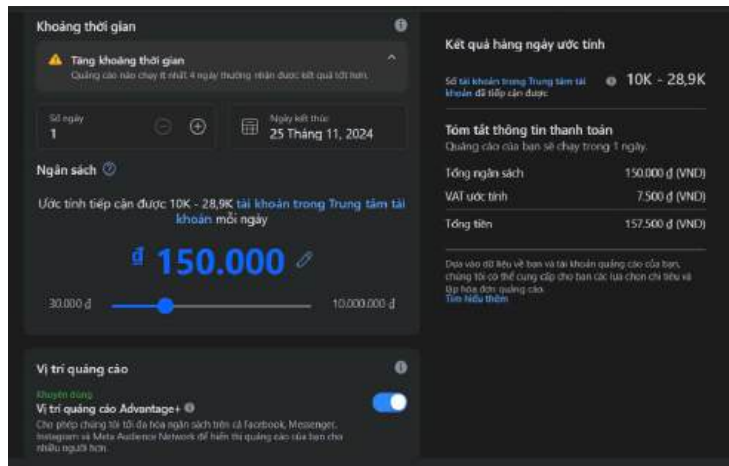 Khoảng thời gian
Tăng khoảng thời gian
Quảng cáo nào chạy ít nhất 4 ngày thường nhận được kết quả tốt hơn.
Số ngày
1
Ngày kết thúc
25 Tháng 11, 2024
Ngân sách
Ước tính tiếp cận được 10K - 28,9K tài khoản trong Trung tâm tài
khoản mỗi ngày
đ 150.000
30.000 đ
10.000.000 đ
Vị trí quảng cáo
Khuyên dùng
Vị trí quảng cáo Advantage+
Cho phép chúng tôi tối đa hóa ngân sách trên cả Facebook, Messenger,
Instagram và Meta Audience Network để hiển thị quảng cáo của bạn cho
nhiều người hơn.
Kết quả hàng ngày ước tính
Số tài khoản trong Trung tâm tài
khoản đã tiếp cận được
10K - 28,9K
Tóm tắt thông tin thanh toán
Quảng cáo của bạn sẽ chạy trong 1 ngày.
Tổng ngân sách 150.000 đ (VND)
VAT ước tính 7.500 đ (VND)
Tổng tiền 157.500 đ (VND)
Dựa vào dữ liệu về bạn và tài khoản quảng cáo của bạn,
chúng tôi có thể cung cấp cho bạn các lựa chọn chi tiêu và
lập hóa đơn quảng cáo.
Tìm hiểu thêm